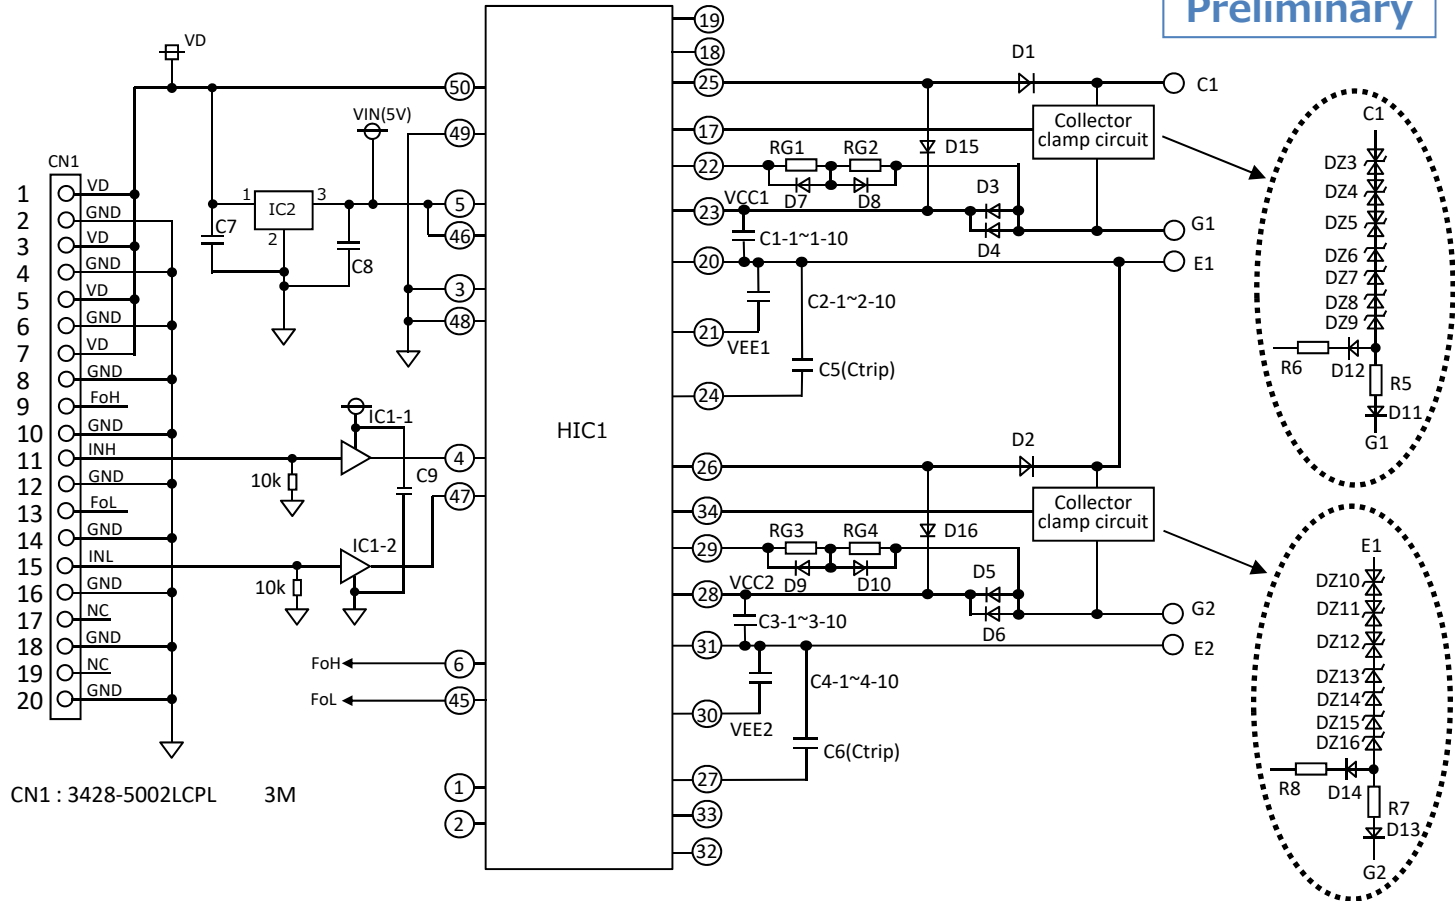 Preliminary
VD
VIN(5V)
CN1
1 VD
2 GND
3 VD
4 GND
5 VD
6 GND
7 VD
8 GND
9 FoH
10 GND
11 INH
12 GND
13 FoL
14 GND
15 INL
16 GND
17 NC
18 GND
19 NC
20 GND
1 IC2 3
2
C7
C8
IC1-1
C9
10k
IC1-2
10k
FoH
FoL
CN1 : 3428-5002LCPL 3M
50
49
5
46
3
48
4
47
6
45
1
2
HIC1
19
18
25
17
22
23
20
21
24
26
34
29
28
31
30
27
33
32
D1
C1
Collector
clamp circuit
D15
RG1 RG2
D7 D8
D3
VCC1
D4
G1
C1-1~1-10
E1
C2-1~2-10
VEE1
C5(Ctrip)
D2
Collector
clamp circuit
D16
RG3 RG4
D9 D10
D5
VCC2
D6
G2
C3-1~3-10
E2
C4-1~4-10
VEE2
C6(Ctrip)
C1
DZ3
DZ4
DZ5
DZ6
DZ7
DZ8
DZ9
R6 D12
R5
D11
G1
E1
DZ10
DZ11
DZ12
DZ13
DZ14
DZ15
DZ16
R8 D14
R7
D13
G2